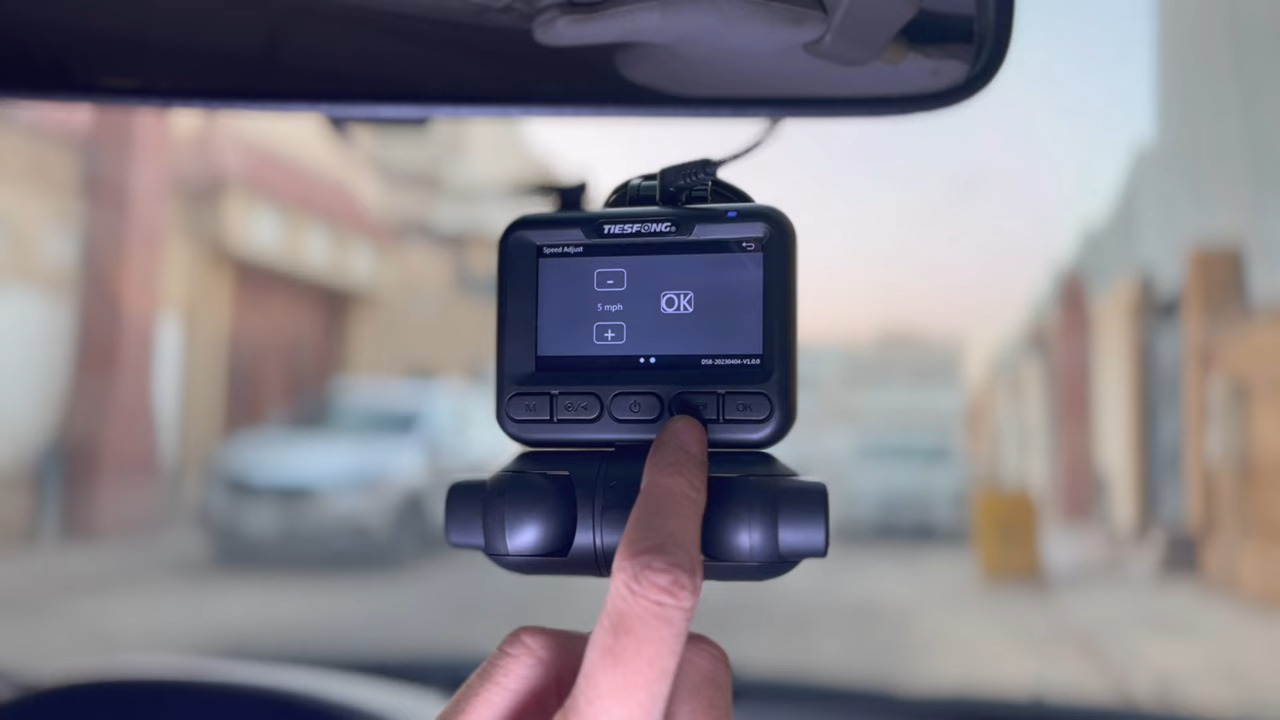 TIESFONG®
Speed Adjust
-
5 mph
OK
+
DS8-20230404-V1.0.0
M
OK